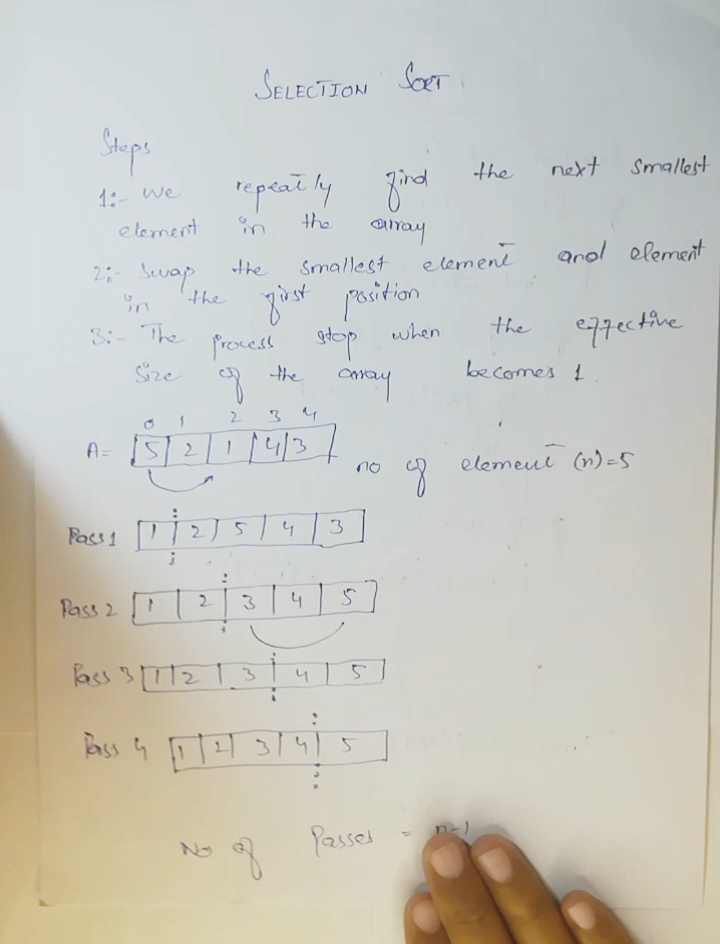 SELECTION SORT
Steps
1:- We repeatly find the next smallest
element in the array
2:- Swap the smallest element and element
in the first position
3:- The process stop when the effective
size of the array becomes 1
0 1 2 3 4
A= 5 2 1 4 3 no of element (n)=5
Pass 1 1 2 5 4 3
Pass 2 1 2 3 4 5
Pass 3 1 2 3 4 5
Pass 4 1 2 3 4 5
No of Passes = n-1